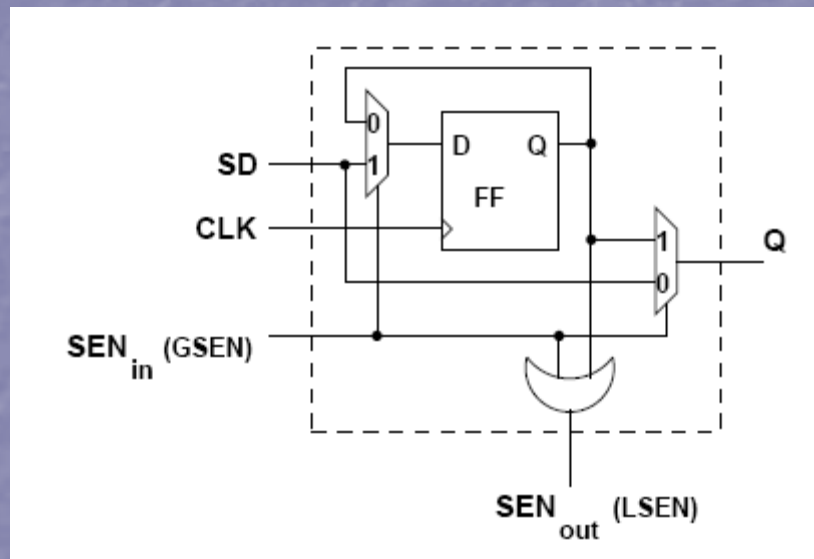 0
SD
1
D Q
FF
CLK
1
Q
0
SEN in (GSEN)
SEN out (LSEN)